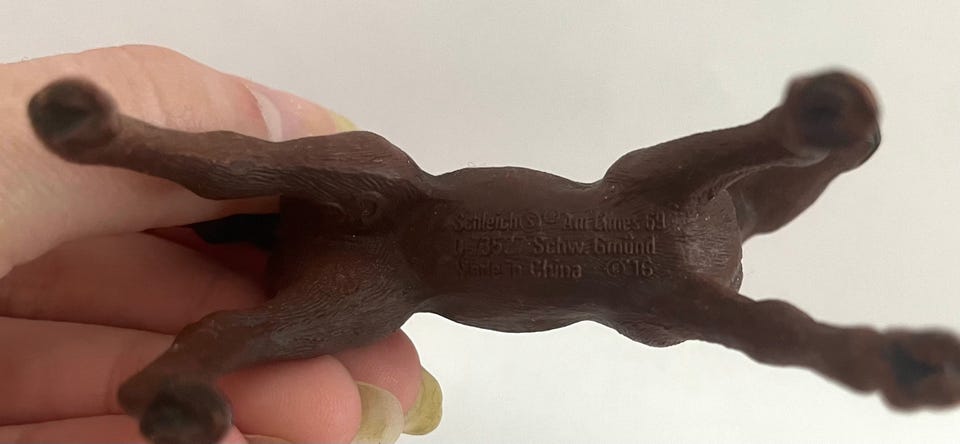 Schleich Ⓢ® Am Limes 69
D-73527 Schw. Gmünd
Made in China ©'16